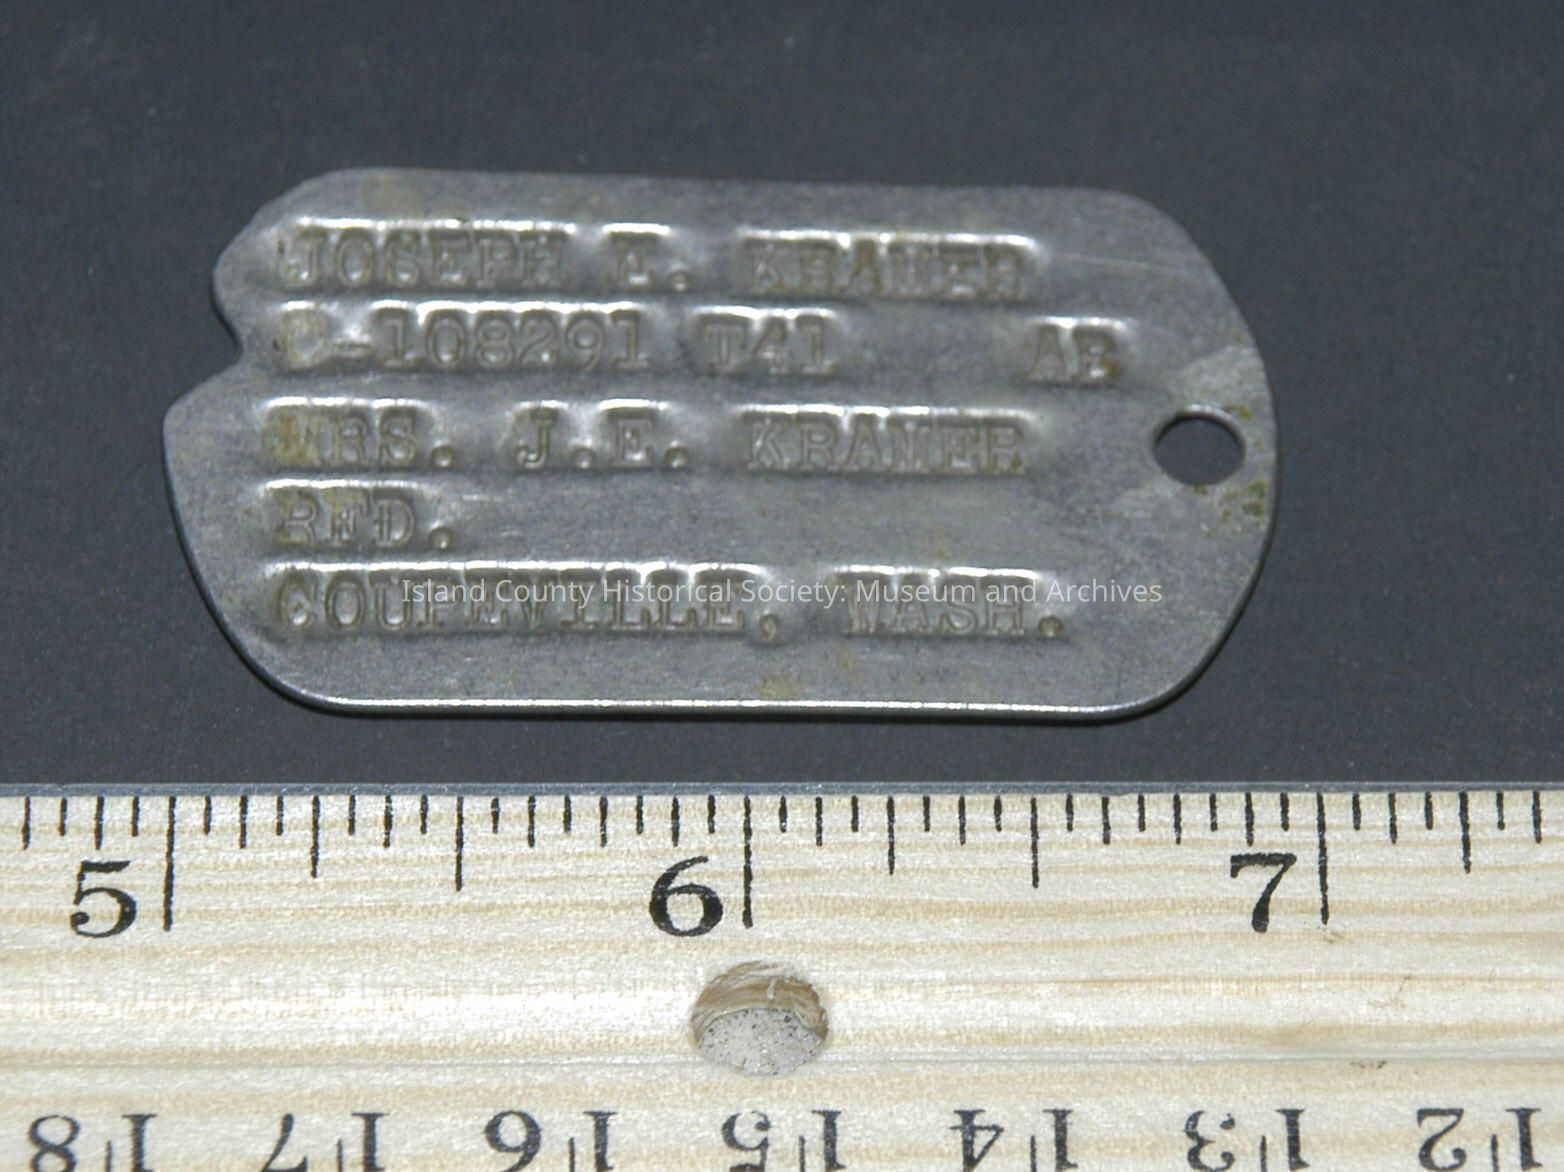 JOSEPH E. KRAMER
O-108291 T41 AB
MRS. J.E. KRAMER
RFD.
COUPEVILLE, WASH.
Island County Historical Society: Museum and Archives
5 6 7
18 17 16 15 14 13 12